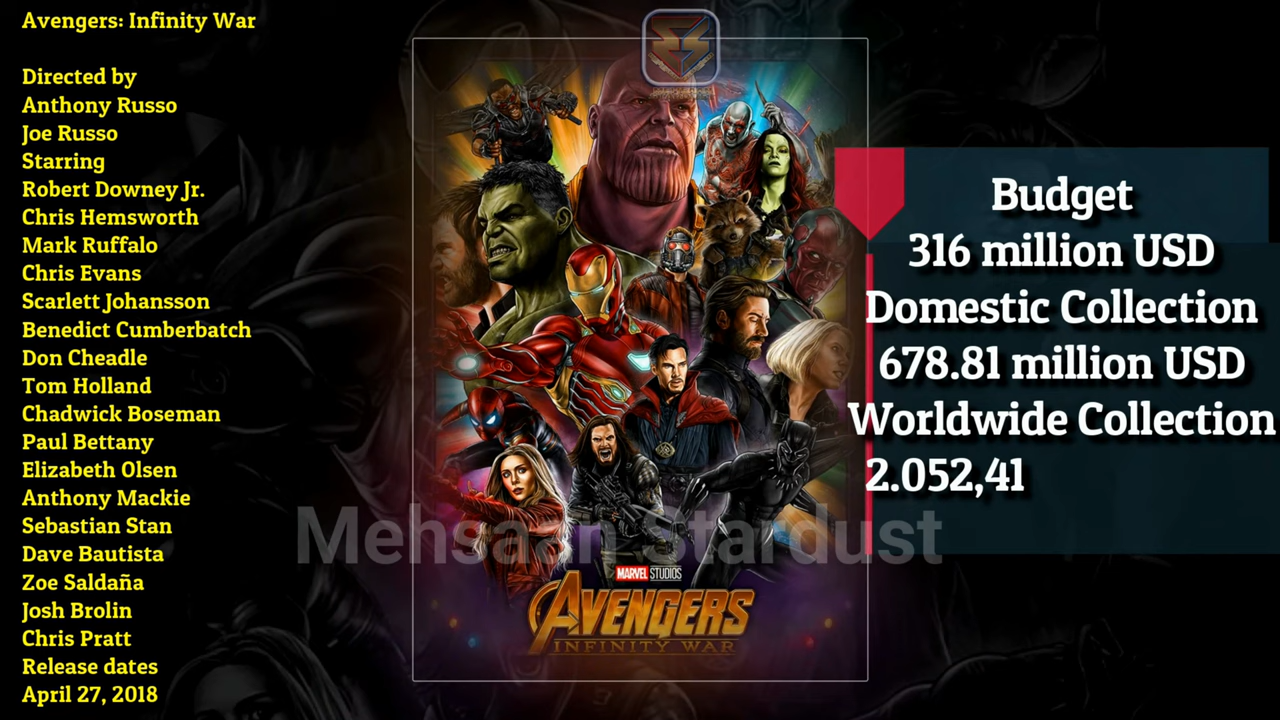 Avengers: Infinity War
Directed by
Anthony Russo
Joe Russo
Starring
Robert Downey Jr.
Chris Hemsworth
Mark Ruffalo
Chris Evans
Scarlett Johansson
Benedict Cumberbatch
Don Cheadle
Tom Holland
Chadwick Boseman
Paul Bettany
Elizabeth Olsen
Anthony Mackie
Sebastian Stan
Dave Bautista
Zoe Saldaña
Josh Brolin
Chris Pratt
Release dates
April 27, 2018
Budget
316 million USD
Domestic Collection
678.81 million USD
Worldwide Collection
2.052,41
Mehsaan Stardust
MARVEL STUDIOS
AVENGERS
INFINITY WAR